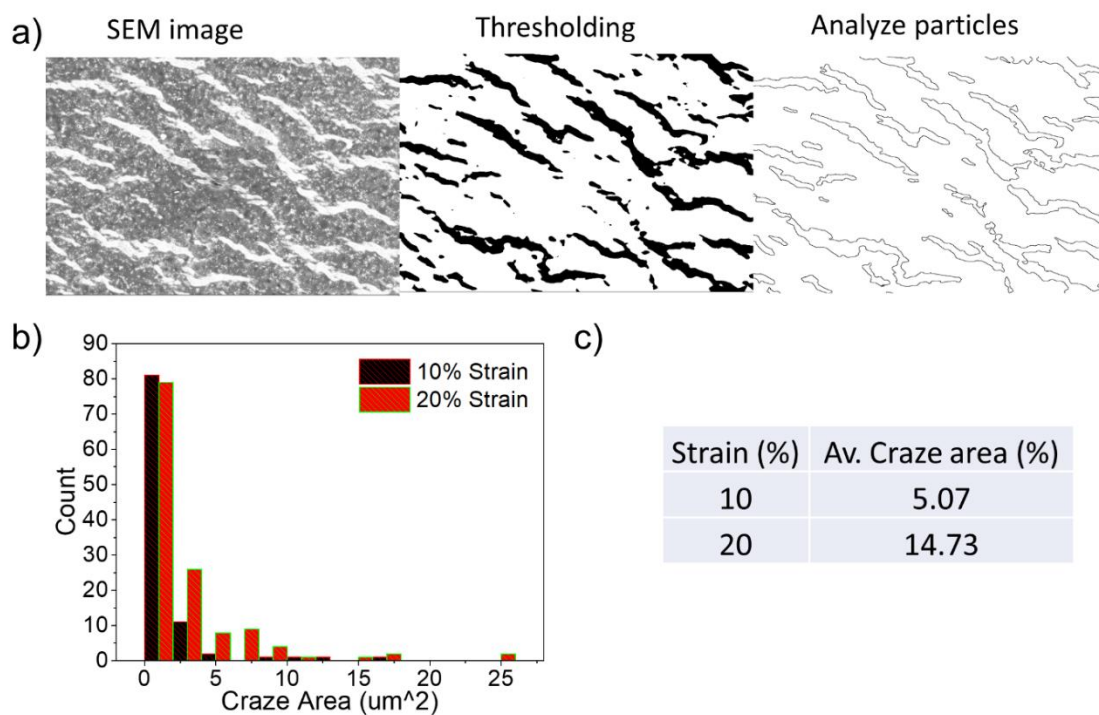 a)
SEM image
Thresholding
Analyze particles
b)
90
80
70
60
50
40
30
20
10
0
Count
10% Strain
20% Strain
0 5 10 15 20 25
Craze Area (um^2)
c)
Strain (%) Av. Craze area (%)
10 5.07
20 14.73